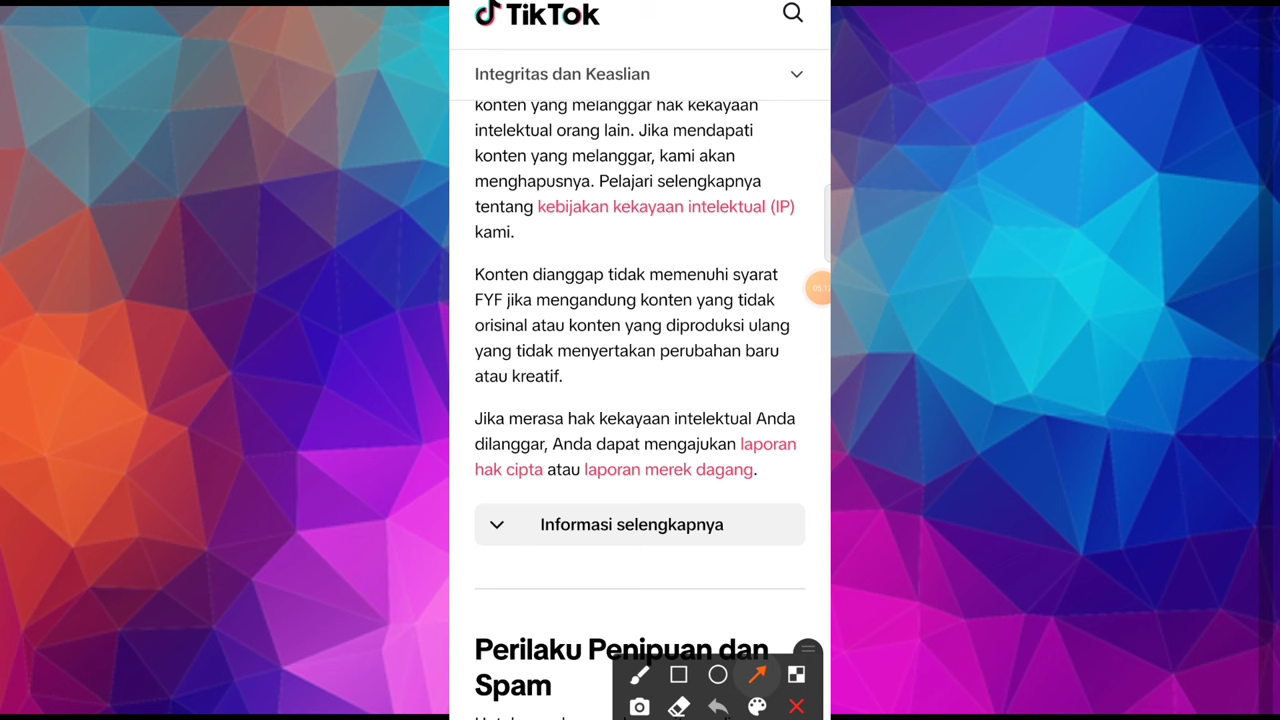 TikTok
Integritas dan Keaslian
konten yang melanggar hak kekayaan
intelektual orang lain. Jika mendapati
konten yang melanggar, kami akan
menghapusnya. Pelajari selengkapnya
tentang kebijakan kekayaan intelektual (IP)
kami.
Konten dianggap tidak memenuhi syarat
FYF jika mengandung konten yang tidak
orisinal atau konten yang diproduksi ulang
yang tidak menyertakan perubahan baru
atau kreatif.
Jika merasa hak kekayaan intelektual Anda
dilanggar, Anda dapat mengajukan laporan
hak cipta atau laporan merek dagang.
Informasi selengkapnya
Perilaku Penipuan dan
Spam